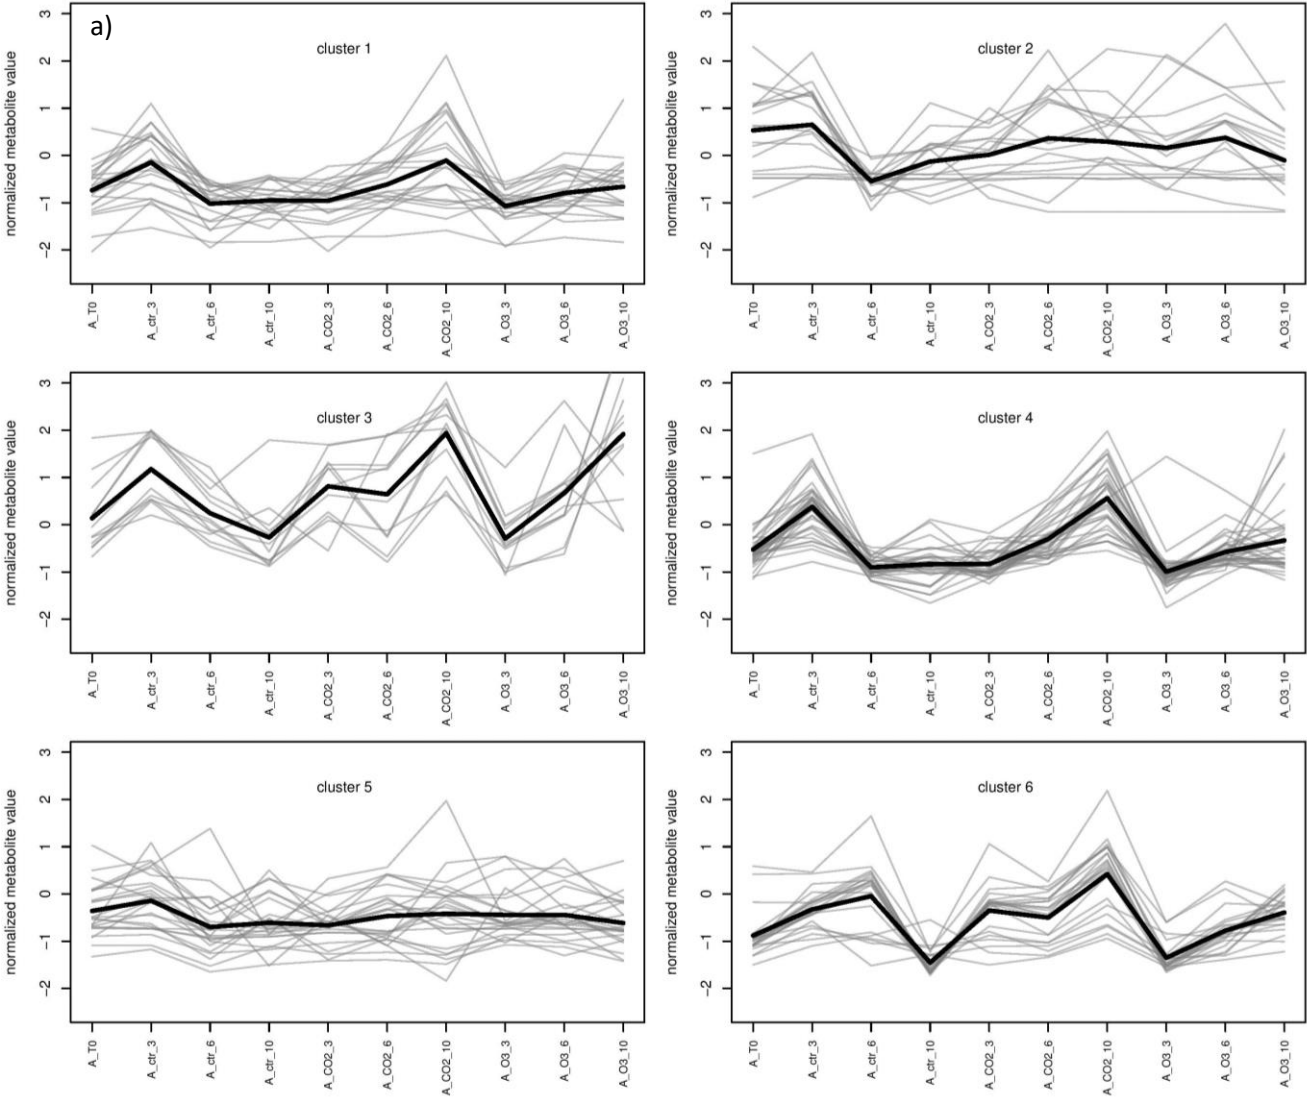 a)
cluster 1
normalized metabolite value
3
2
1
0
−1
−2
A_T0
A_ctr_3
A_ctr_6
A_ctr_10
A_CO2_3
A_CO2_6
A_CO2_10
A_O3_3
A_O3_6
A_O3_10
cluster 2
normalized metabolite value
3
2
1
0
−1
−2
A_T0
A_ctr_3
A_ctr_6
A_ctr_10
A_CO2_3
A_CO2_6
A_CO2_10
A_O3_3
A_O3_6
A_O3_10
cluster 3
normalized metabolite value
3
2
1
0
−1
−2
A_T0
A_ctr_3
A_ctr_6
A_ctr_10
A_CO2_3
A_CO2_6
A_CO2_10
A_O3_3
A_O3_6
A_O3_10
cluster 4
normalized metabolite value
3
2
1
0
−1
−2
A_T0
A_ctr_3
A_ctr_6
A_ctr_10
A_CO2_3
A_CO2_6
A_CO2_10
A_O3_3
A_O3_6
A_O3_10
cluster 5
normalized metabolite value
3
2
1
0
−1
−2
A_T0
A_ctr_3
A_ctr_6
A_ctr_10
A_CO2_3
A_CO2_6
A_CO2_10
A_O3_3
A_O3_6
A_O3_10
cluster 6
normalized metabolite value
3
2
1
0
−1
−2
A_T0
A_ctr_3
A_ctr_6
A_ctr_10
A_CO2_3
A_CO2_6
A_CO2_10
A_O3_3
A_O3_6
A_O3_10